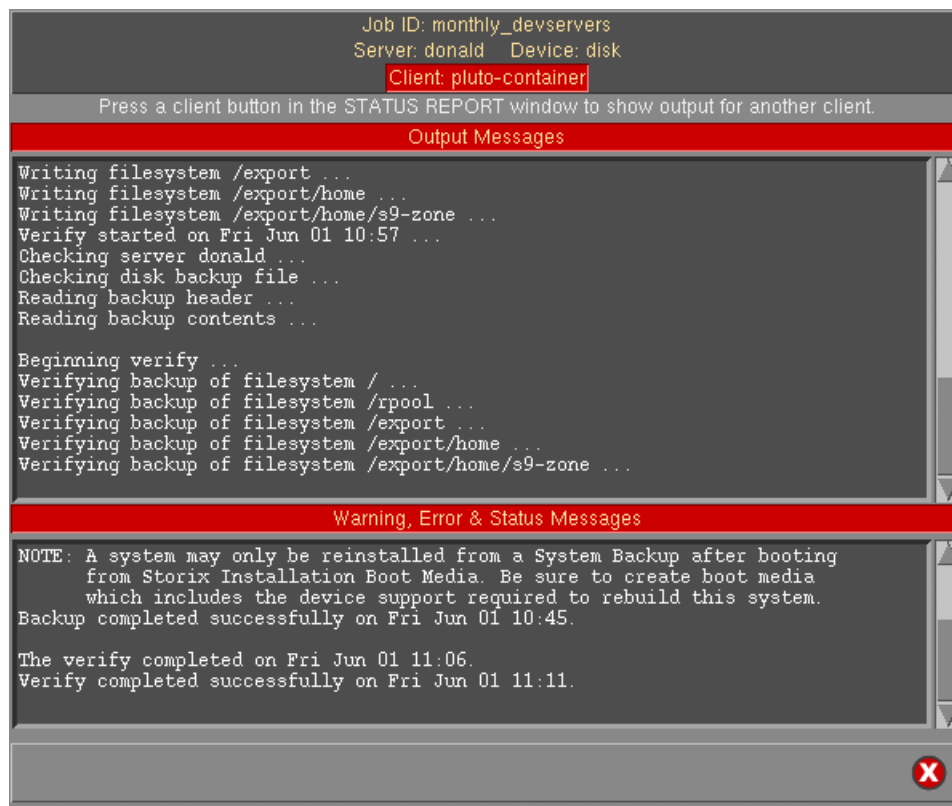 Job ID: monthly_devservers
Server: donald Device: disk
Client: pluto-container
Press a client button in the STATUS REPORT window to show output for another client.
Output Messages
Writing filesystem /export ...
Writing filesystem /export/home ...
Writing filesystem /export/home/s9-zone ...
Verify started on Fri Jun 01 10:57 ...
Checking server donald ...
Checking disk backup file ...
Reading backup header ...
Reading backup contents ...
Beginning verify ...
Verifying backup of filesystem / ...
Verifying backup of filesystem /rpool ...
Verifying backup of filesystem /export ...
Verifying backup of filesystem /export/home ...
Verifying backup of filesystem /export/home/s9-zone ...
Warning, Error & Status Messages
NOTE: A system may only be reinstalled from a System Backup after booting
from Storix Installation Boot Media. Be sure to create boot media
which includes the device support required to rebuild this system.
Backup completed successfully on Fri Jun 01 10:45.
The verify completed on Fri Jun 01 11:06.
Verify completed successfully on Fri Jun 01 11:11.